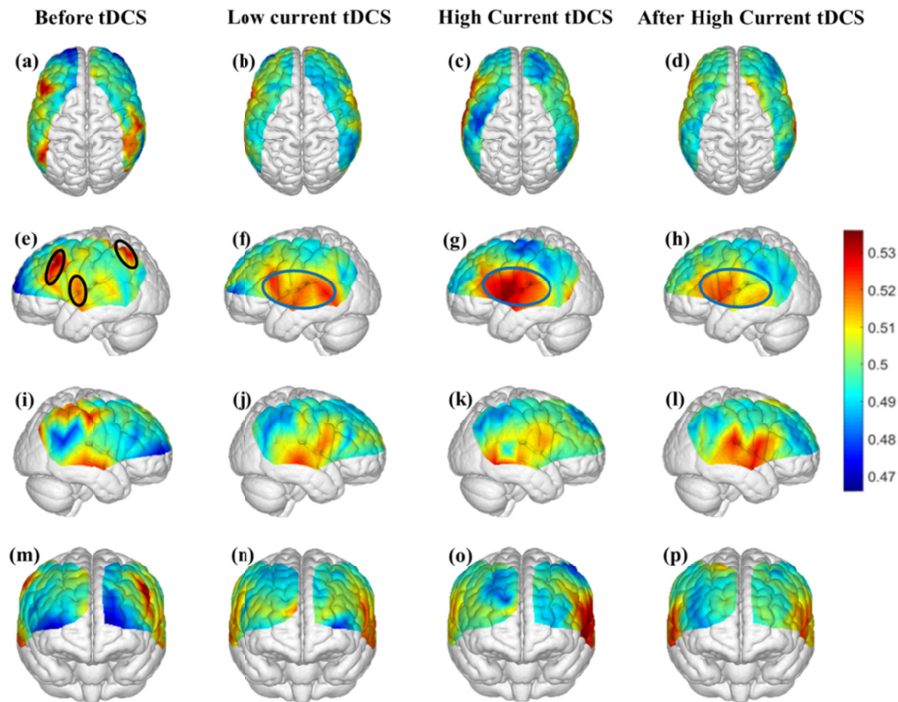 Before tDCS
Low current tDCS
High Current tDCS
After High Current tDCS
(a)
(b)
(c)
(d)
(e)
(f)
(g)
(h)
(i)
(j)
(k)
(l)
(m)
(n)
(o)
(p)
0.53
0.52
0.51
0.5
0.49
0.48
0.47